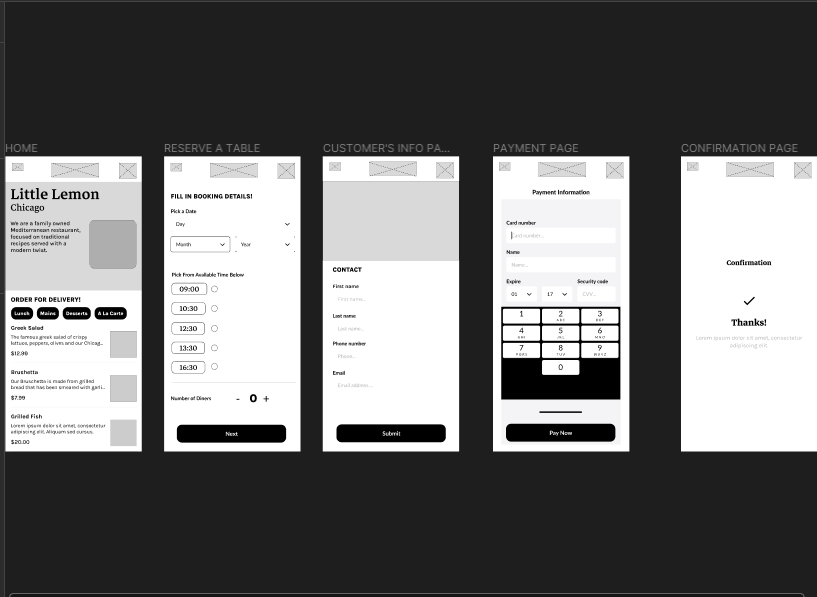 HOME
Little Lemon
Chicago
We are a family owned
Mediterranean restaurant,
focused on traditional
recipes served with a
modern twist.
ORDER FOR DELIVERY!
Lunch
Mains
Desserts
A La Carte
Greek Salad
The famous greek salad of crispy
lettuce, peppers, olives and our Chicag..
$12.99
Brushetta
Our Bruschetta is made from grilled
bread that has been smeared with garli..
$7.99
Grilled Fish
Lorem ipsum dolor sit amet, consectetur
adipiscing elit. Aliquam sed cursus.
$20.00
RESERVE A TABLE
FILL IN BOOKING DETAILS!
Pick a Date
Day
Month
Year
Pick From Available Time Below
09:00
10:30
12:30
13:30
16:30
Number of Diners
- 0 +
Next
CUSTOMER'S INFO PA...
CONTACT
First name
First name...
Last name
Last name...
Phone number
Phone...
Email
Email address...
Submit
PAYMENT PAGE
Payment Information
Card number
Card number...
Name
Name...
Expire
Security code
01
17
CVV...
1
2
ABC
3
DEF
4
GHI
5
JKL
6
MNO
7
PQRS
8
TUV
9
WXYZ
0
Pay Now
CONFIRMATION PAGE
Confirmation
Thanks!
Lorem ipsum dolor sit amet, consectetur
adipiscing elit.